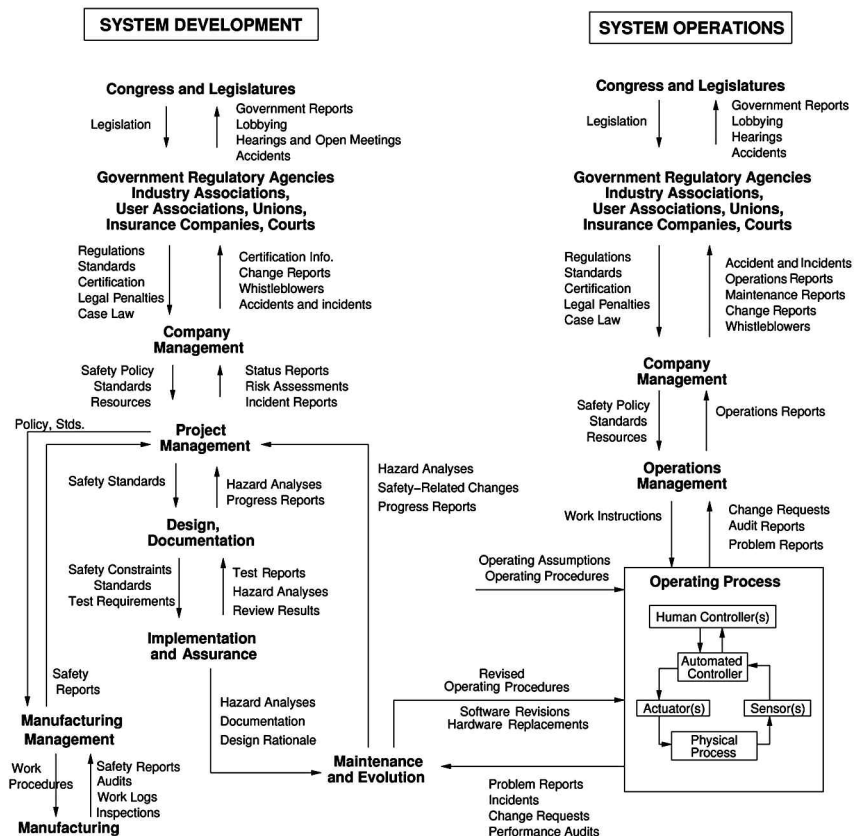 SYSTEM DEVELOPMENT
Congress and Legislatures
Legislation
Government Reports
Lobbying
Hearings and Open Meetings
Accidents
Government Regulatory Agencies
Industry Associations,
User Associations, Unions,
Insurance Companies, Courts
Regulations
Standards
Certification
Legal Penalties
Case Law
Certification Info.
Change Reports
Whistleblowers
Accidents and incidents
Company
Management
Safety Policy
Standards
Resources
Status Reports
Risk Assessments
Incident Reports
Policy, Stds.
Project
Management
Safety Standards
Hazard Analyses
Progress Reports
Hazard Analyses
Safety-Related Changes
Progress Reports
Design,
Documentation
Safety Constraints
Standards
Test Requirements
Test Reports
Hazard Analyses
Review Results
Implementation
and Assurance
Safety
Reports
Hazard Analyses
Documentation
Design Rationale
Manufacturing
Management
Work
Procedures
Safety Reports
Audits
Work Logs
Inspections
Manufacturing
Maintenance
and Evolution
SYSTEM OPERATIONS
Congress and Legislatures
Legislation
Government Reports
Lobbying
Hearings
Accidents
Government Regulatory Agencies
Industry Associations,
User Associations, Unions,
Insurance Companies, Courts
Regulations
Standards
Certification
Legal Penalties
Case Law
Accident and Incidents
Operations Reports
Maintenance Reports
Change Reports
Whistleblowers
Company
Management
Safety Policy
Standards
Resources
Operations Reports
Operations
Management
Work Instructions
Change Requests
Audit Reports
Problem Reports
Operating Assumptions
Operating Procedures
Operating Process
Human Controller(s)
Automated
Controller
Actuator(s)
Sensor(s)
Physical
Process
Revised
Operating Procedures
Software Revisions
Hardware Replacements
Problem Reports
Incidents
Change Requests
Performance Audits